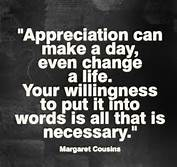 "Appreciation can
make a day,
even change
a life.
Your willingness
to put it into
words is all that is
necessary."
Margaret Cousins